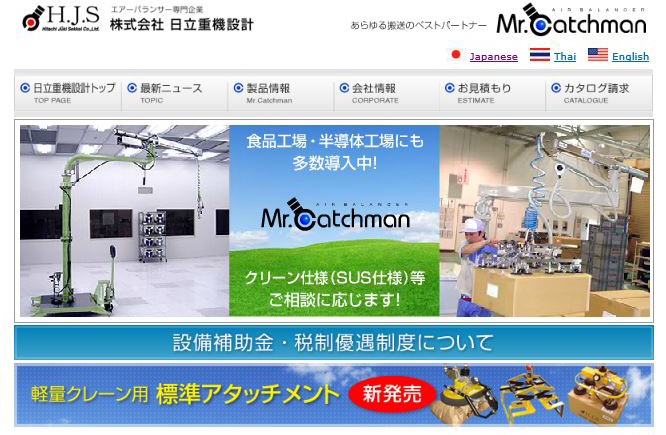 H.J.S
Hitachi Jūki Sekkei Co.,Ltd.
エアーバランサー専門企業
株式会社 日立重機設計
あらゆる搬送のベストパートナー
AIR BALANCER
Mr.Catchman
Japanese
Thai
English
日立重機設計トップ
TOP PAGE
最新ニュース
TOPIC
製品情報
Mr.Catchman
会社情報
CORPORATE
お見積もり
ESTIMATE
カタログ請求
CATALOGUE
食品工場・半導体工場にも
多数導入中!
AIR BALANCER
Mr.Catchman
クリーン仕様(SUS仕様)等
ご相談に応じます!
設備補助金・税制優遇制度について
軽量クレーン用 標準アタッチメント 新発売